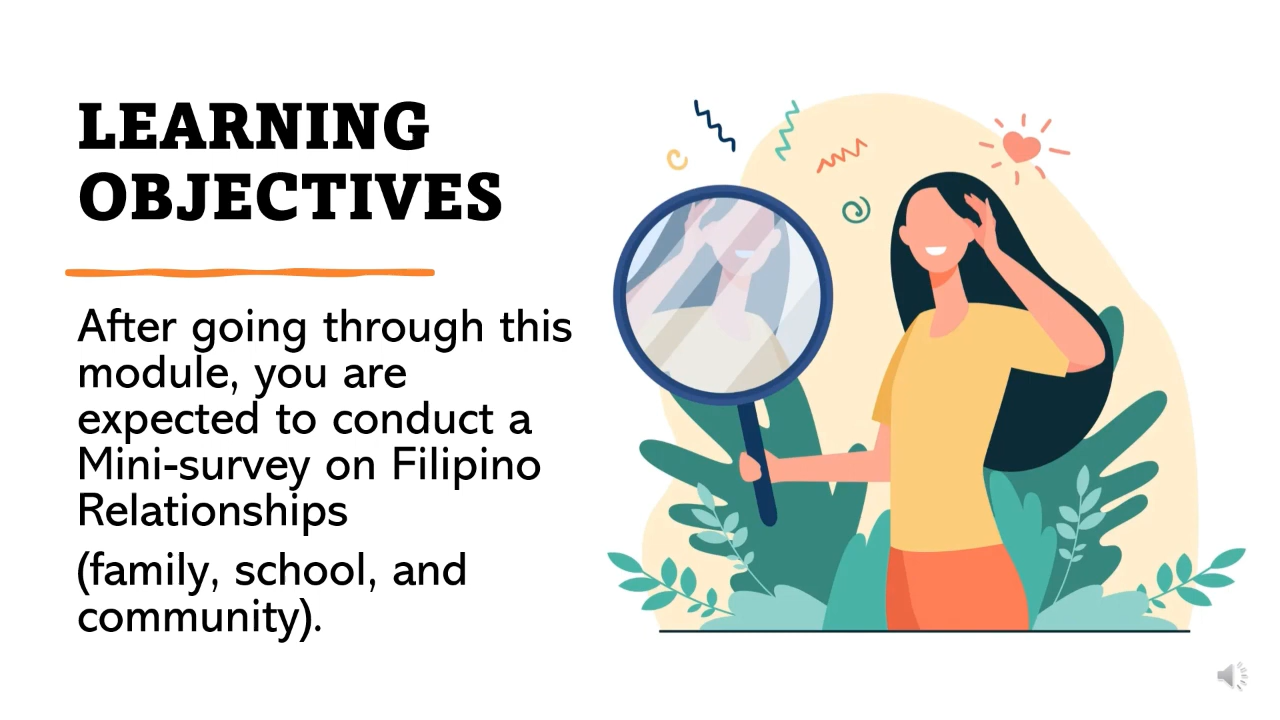 LEARNING
OBJECTIVES
After going through this
module, you are
expected to conduct a
Mini-survey on Filipino
Relationships
(family, school, and
community).